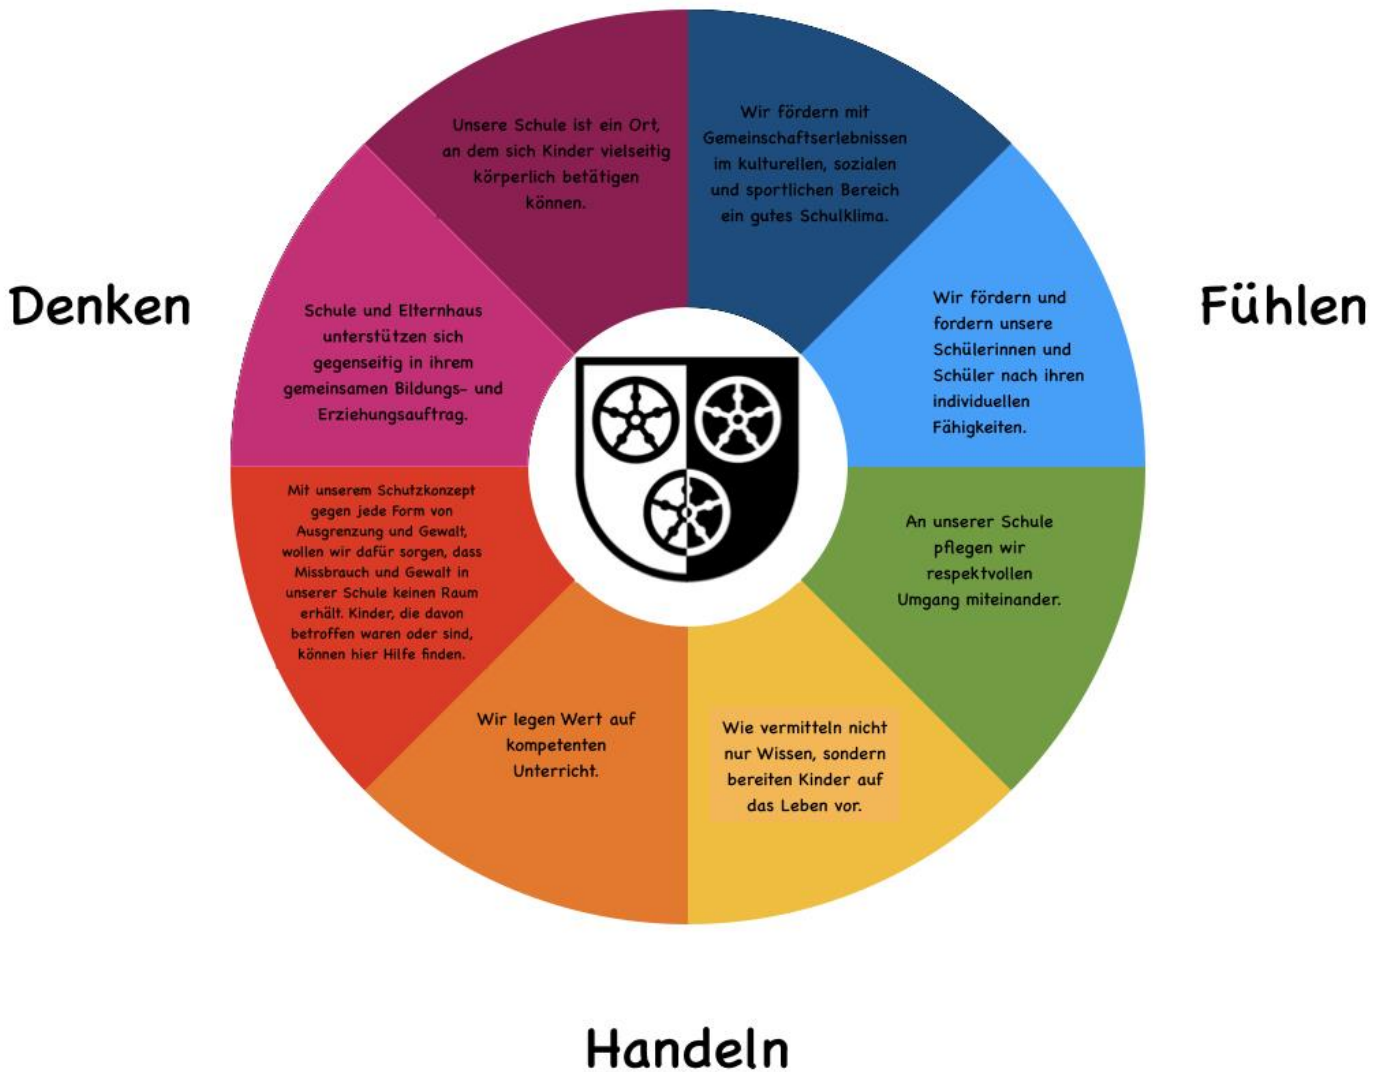 Unsere Schule ist ein Ort,
an dem sich Kinder vielseitig
körperlich betätigen
können.
Wir fördern mit
Gemeinschaftserlebnissen
im kulturellen, sozialen
und sportlichen Bereich
ein gutes Schulklima.
Denken
Fühlen
Schule und Elternhaus
unterstützen sich
gegenseitig in ihrem
gemeinsamen Bildungs- und
Erziehungsauftrag.
Wir fördern und
fordern unsere
Schülerinnen und
Schüler nach ihren
individuellen
Fähigkeiten.
Mit unserem Schutzkonzept
gegen jede Form von
Ausgrenzung und Gewalt,
wollen wir dafür sorgen, dass
Missbrauch und Gewalt in
unserer Schule keinen Raum
erhält. Kinder, die davon
betroffen waren oder sind,
können hier Hilfe finden.
An unserer Schule
pflegen wir
respektvollen
Umgang miteinander.
Wir legen Wert auf
kompetenten
Unterricht.
Wie vermitteln nicht
nur Wissen, sondern
bereiten Kinder auf
das Leben vor.
Handeln